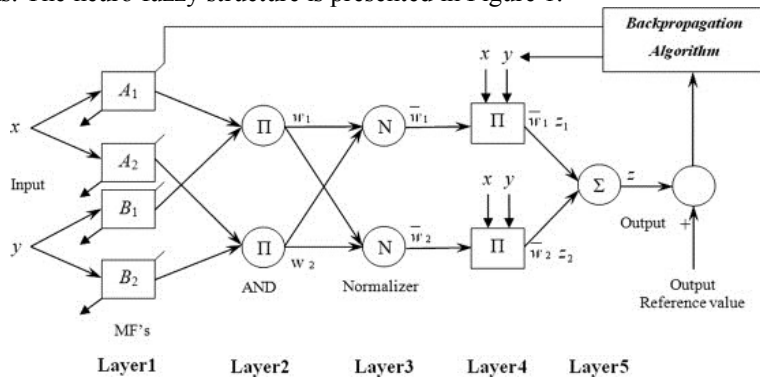 s. The neuro-fuzzy structure is presented in Figure 1.
Backpropagation
Algorithm
x y
A₁
w₁
w̅₁
w̅₁ z₁
Π
N
Π
x
A₂
Input
B₁
x y
Σ
z
Output
+
y
B₂
Π
N
Π
w₂
w̅₂
w̅₂ z₂
AND
Normalizer
Output
Reference value
MF's
Layer1 Layer2 Layer3 Layer4 Layer5